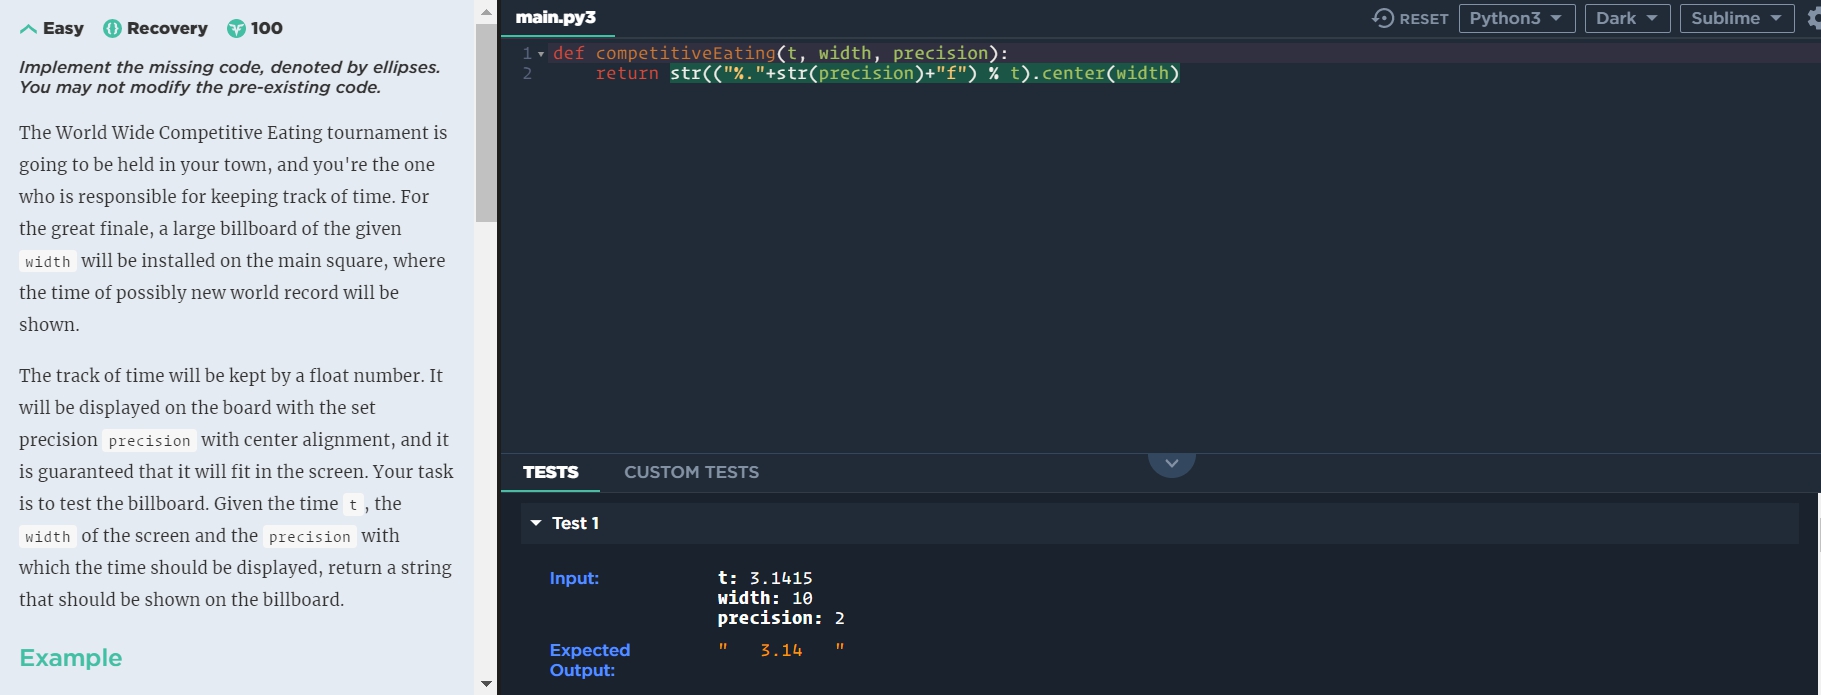 Easy Recovery 100
Implement the missing code, denoted by ellipses.
You may not modify the pre-existing code.
The World Wide Competitive Eating tournament is
going to be held in your town, and you're the one
who is responsible for keeping track of time. For
the great finale, a large billboard of the given
width will be installed on the main square, where
the time of possibly new world record will be
shown.
The track of time will be kept by a float number. It
will be displayed on the board with the set
precision precision with center alignment, and it
is guaranteed that it will fit in the screen. Your task
is to test the billboard. Given the time t , the
width of the screen and the precision with
which the time should be displayed, return a string
that should be shown on the billboard.
Example
main.py3
RESET Python3 Dark Sublime
1 def competitiveEating(t, width, precision):
2     return str(("%."+str(precision)+"f") % t).center(width)
TESTS CUSTOM TESTS
Test 1
Input: t: 3.1415
width: 10
precision: 2
Expected Output: "   3.14   "